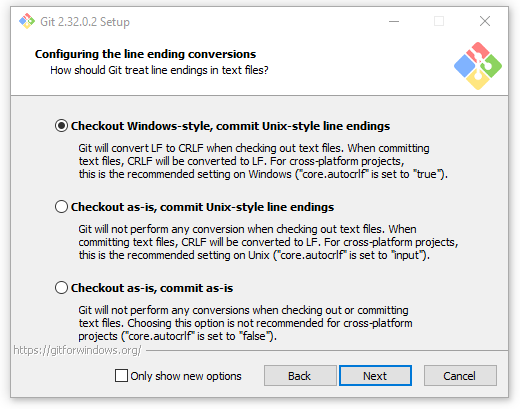 Git 2.32.0.2 Setup
Configuring the line ending conversions
How should Git treat line endings in text files?
Checkout Windows-style, commit Unix-style line endings
Git will convert LF to CRLF when checking out text files. When committing
text files, CRLF will be converted to LF. For cross-platform projects,
this is the recommended setting on Windows ("core.autocrlf" is set to "true").
Checkout as-is, commit Unix-style line endings
Git will not perform any conversion when checking out text files. When
committing text files, CRLF will be converted to LF. For cross-platform projects,
this is the recommended setting on Unix ("core.autocrlf" is set to "input").
Checkout as-is, commit as-is
Git will not perform any conversions when checking out or committing
text files. Choosing this option is not recommended for cross-platform
projects ("core.autocrlf" is set to "false").
https://gitforwindows.org/
Only show new options
Back
Next
Cancel